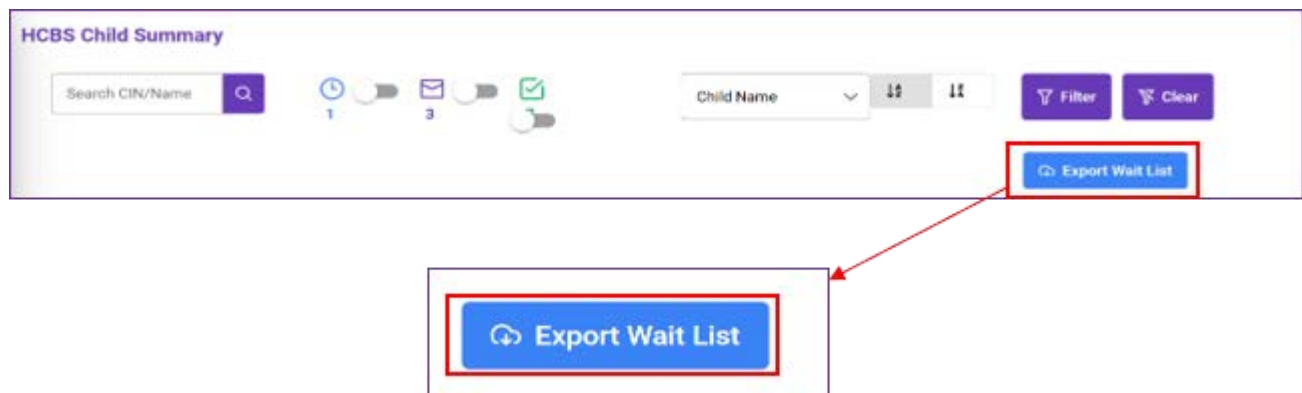 HCBS Child Summary
Search CIN/Name
Child Name
Filter
Clear
1
3
Export Wait List
Export Wait List